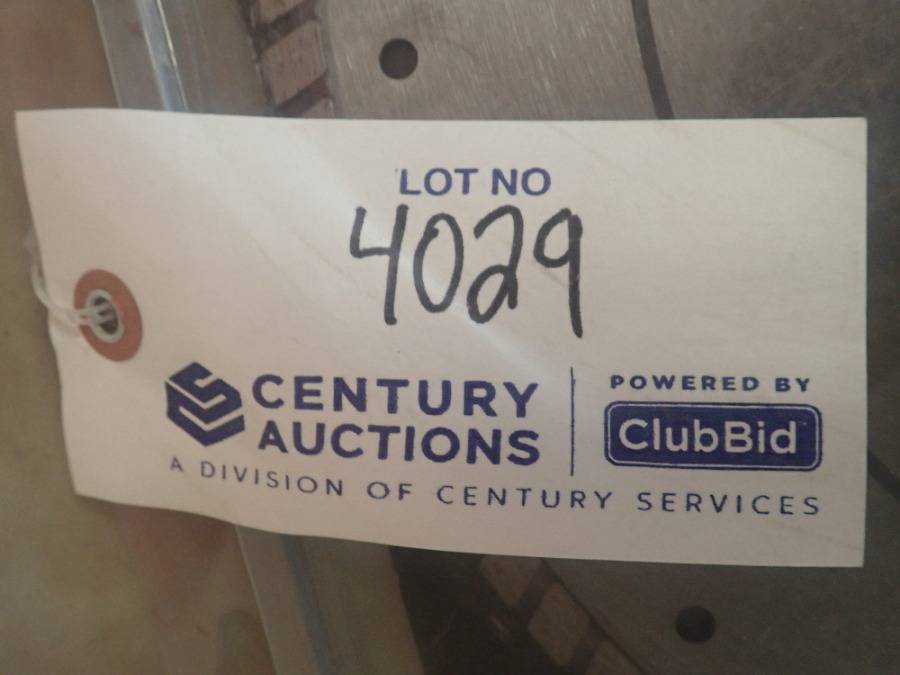 LOT NO
4029
CENTURY
AUCTIONS
A DIVISION OF CENTURY SERVICES
POWERED BY
ClubBid